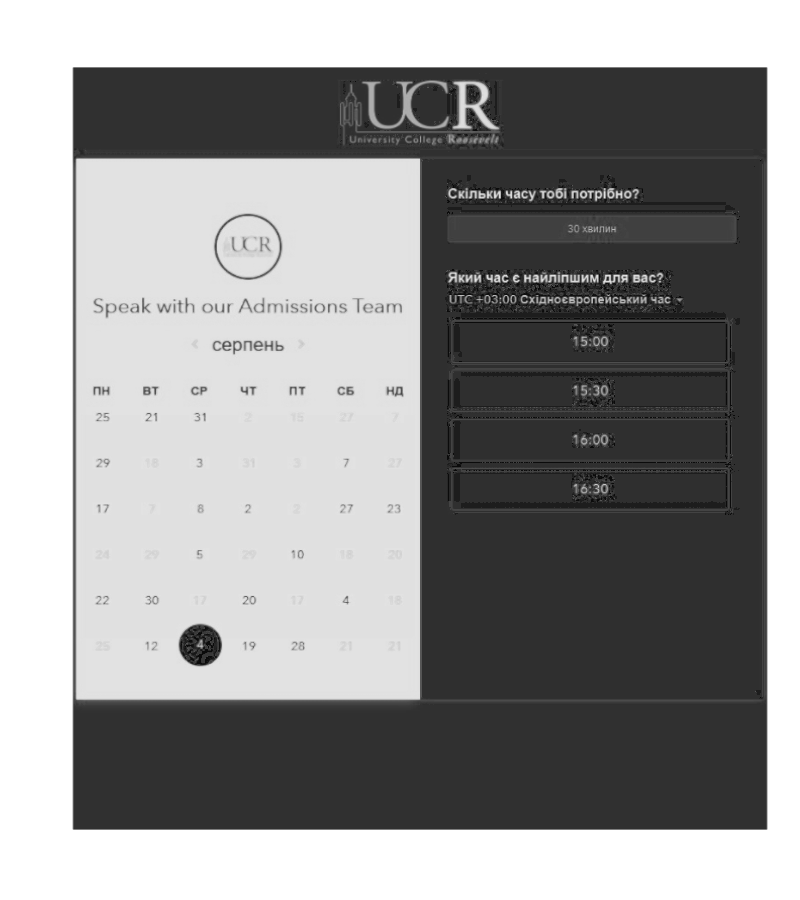 UCR
University College Roosevelt
UCR
Speak with our Admissions Team
серпень
ПН ВТ СР ЧТ ПТ СБ НД
25 21 31 2 15 27 7
29 18 3 31 3 7 27
17 7 8 2 2 27 23
24 29 5 29 10 18 20
22 30 17 20 17 4 18
25 12 4 19 28 21 21
Скільки часу тобі потрібно?
30 хвилин
Який час є найліпшим для вас?
UTC +03:00 Східноєвропейський час
15:00
15:30
16:00
16:30